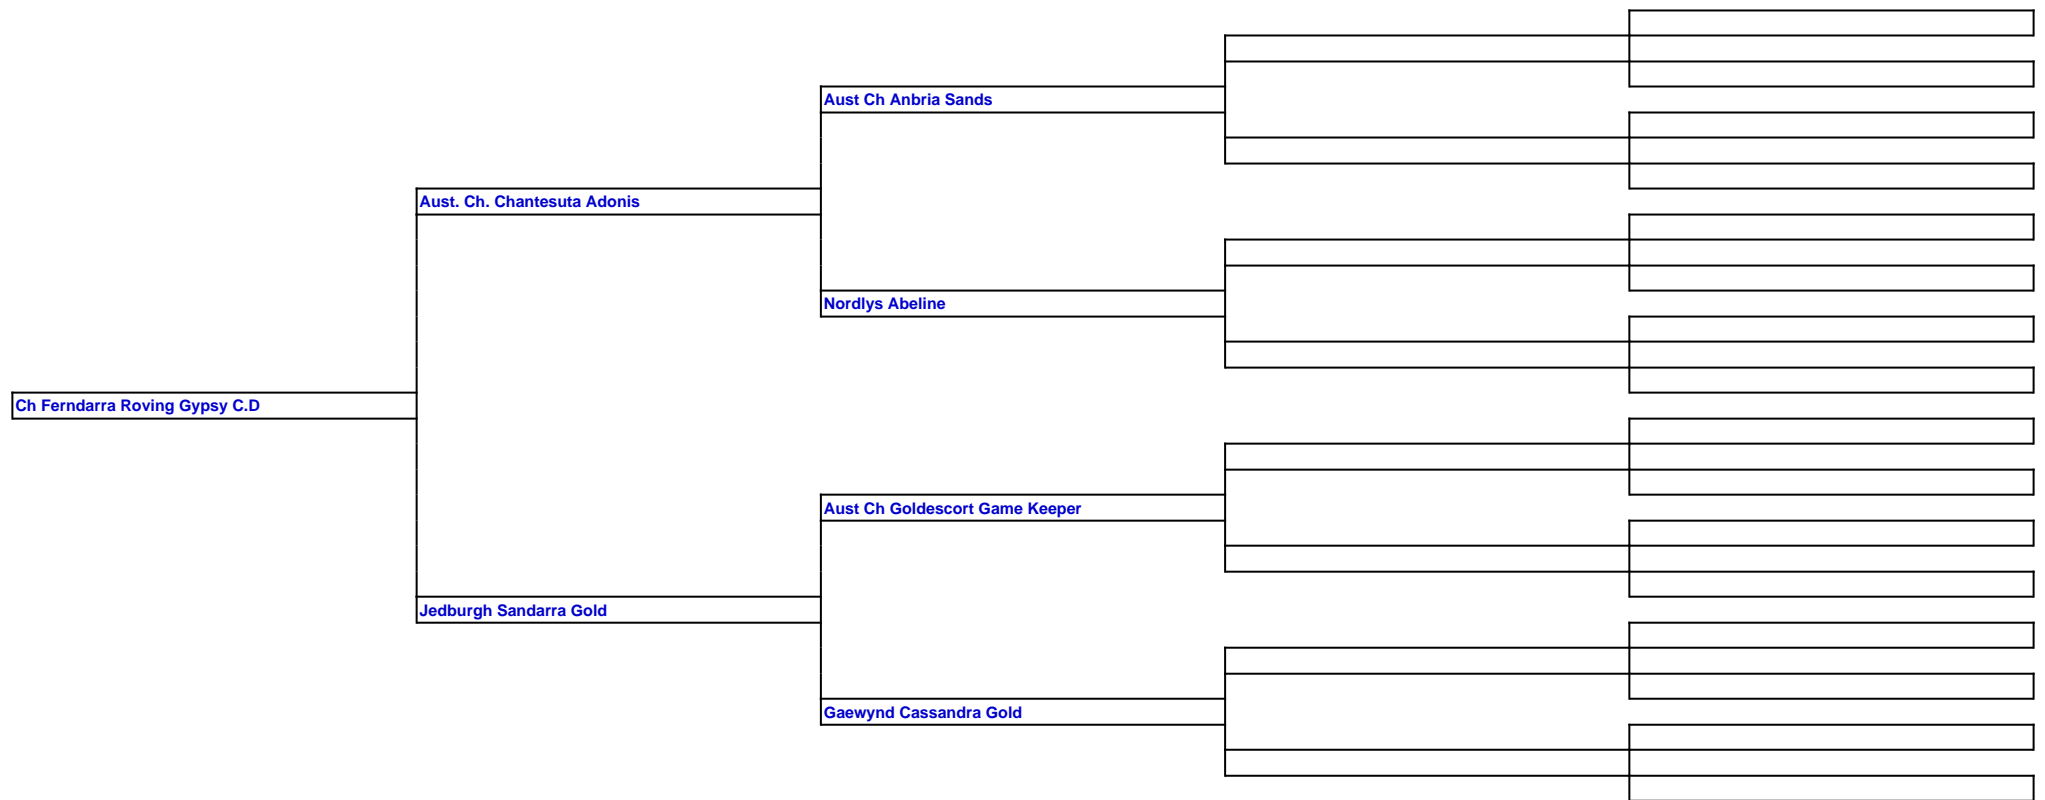 Aust Ch Anbria Sands
Aust. Ch. Chantesuta Adonis
Nordlys Abeline
Ch Ferndarra Roving Gypsy C.D
Aust Ch Goldescort Game Keeper
Jedburgh Sandarra Gold
Gaewynd Cassandra Gold